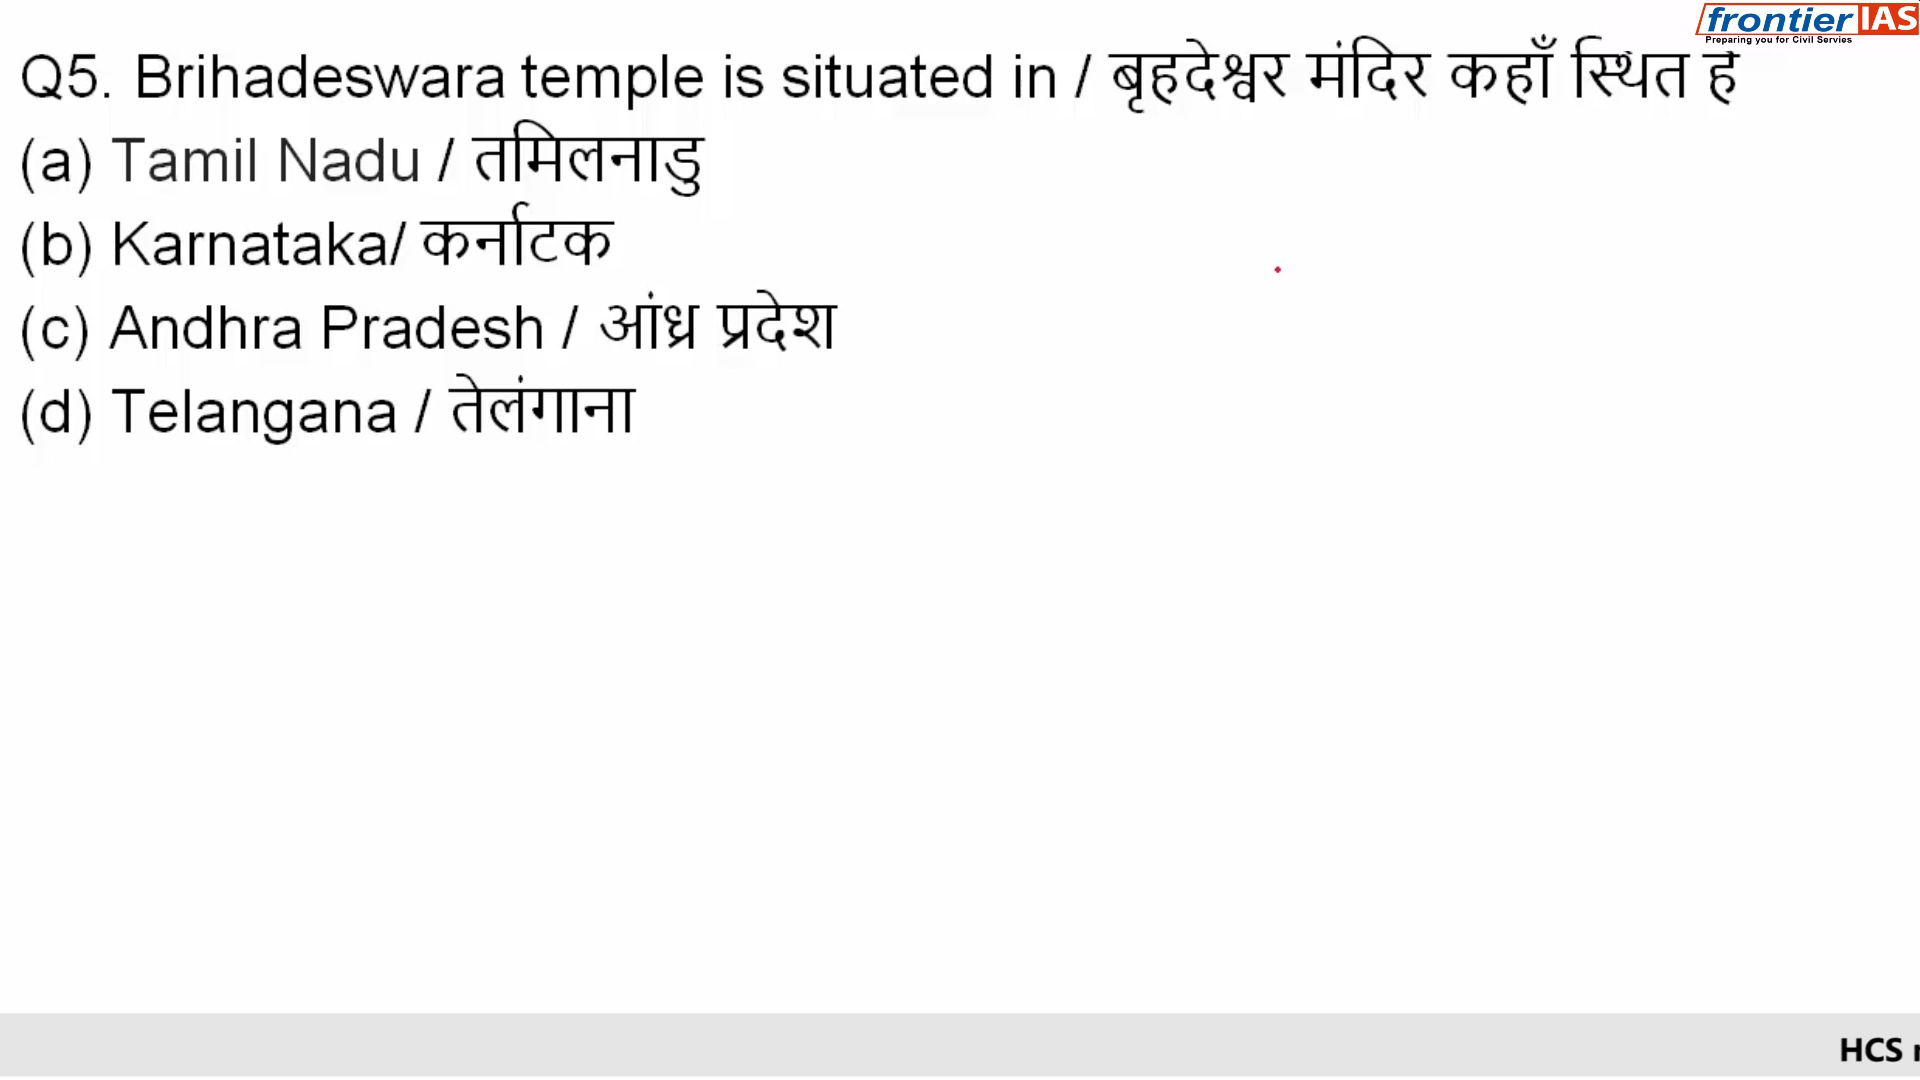 frontier IAS
Preparing you for Civil Servies
Q5. Brihadeswara temple is situated in / बृहदेश्वर मंदिर कहाँ स्थित है
(a) Tamil Nadu / तमिलनाडु
(b) Karnataka/ कर्नाटक
(c) Andhra Pradesh / आंध्र प्रदेश
(d) Telangana / तेलंगाना
HCS